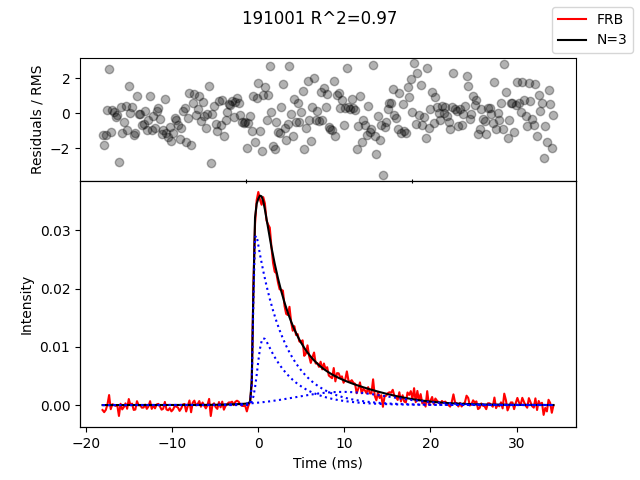 191001 R^2=0.97
FRB
N=3
Residuals / RMS
2
0
−2
Intensity
0.03
0.02
0.01
0.00
−20 −10 0 10 20 30
Time (ms)